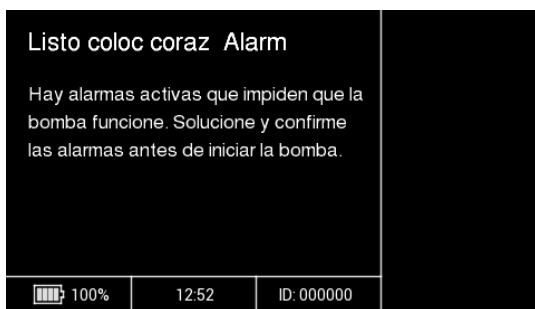 Listo coloc coraz  Alarm
Hay alarmas activas que impiden que la
bomba funcione. Solucione y confirme
las alarmas antes de iniciar la bomba.
100% 12:52 ID: 000000